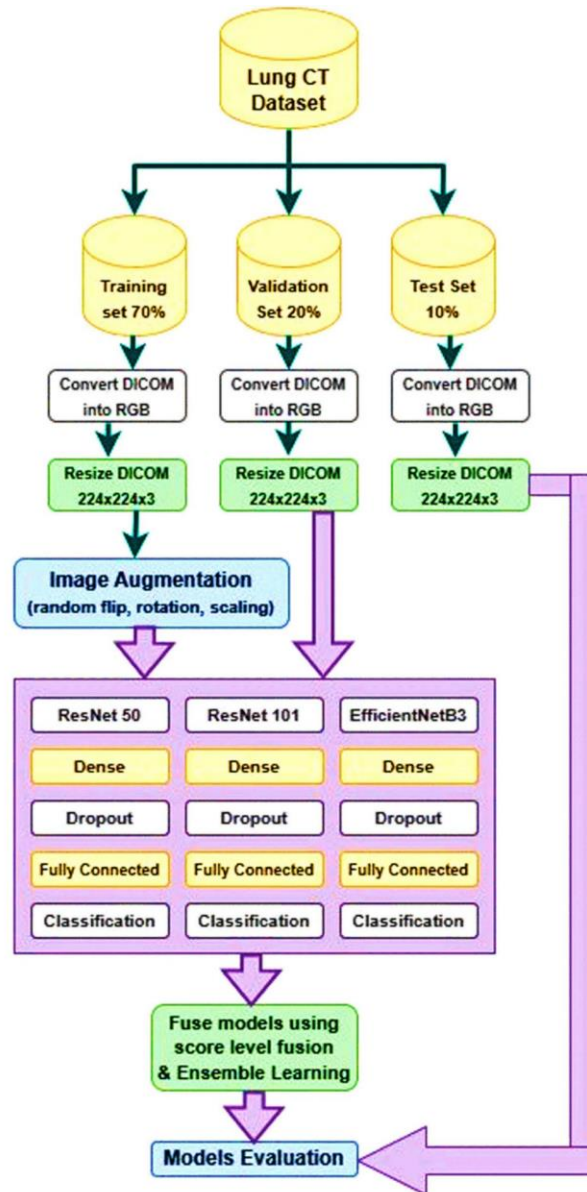 Lung CT
Dataset
Training
set 70%
Validation
Set 20%
Test Set
10%
Convert DICOM
into RGB
Convert DICOM
into RGB
Convert DICOM
into RGB
Resize DICOM
224x224x3
Resize DICOM
224x224x3
Resize DICOM
224x224x3
Image Augmentation
(random flip, rotation, scaling)
ResNet 50
ResNet 101
EfficientNetB3
Dense
Dense
Dense
Dropout
Dropout
Dropout
Fully Connected
Fully Connected
Fully Connected
Classification
Classification
Classification
Fuse models using
score level fusion
& Ensemble Learning
Models Evaluation